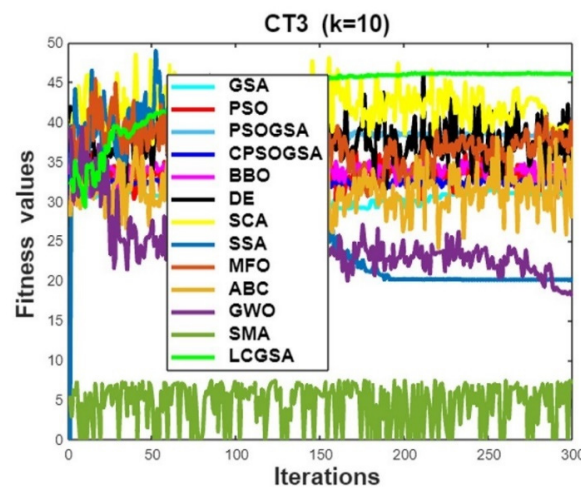 CT3 (k=10)
Fitness values
50
45
40
35
30
25
20
15
10
5
0
GSA
PSO
PSOGSA
CPSOGSA
BBO
DE
SCA
SSA
MFO
ABC
GWO
SMA
LCGSA
0 50 100 150 200 250 300
Iterations